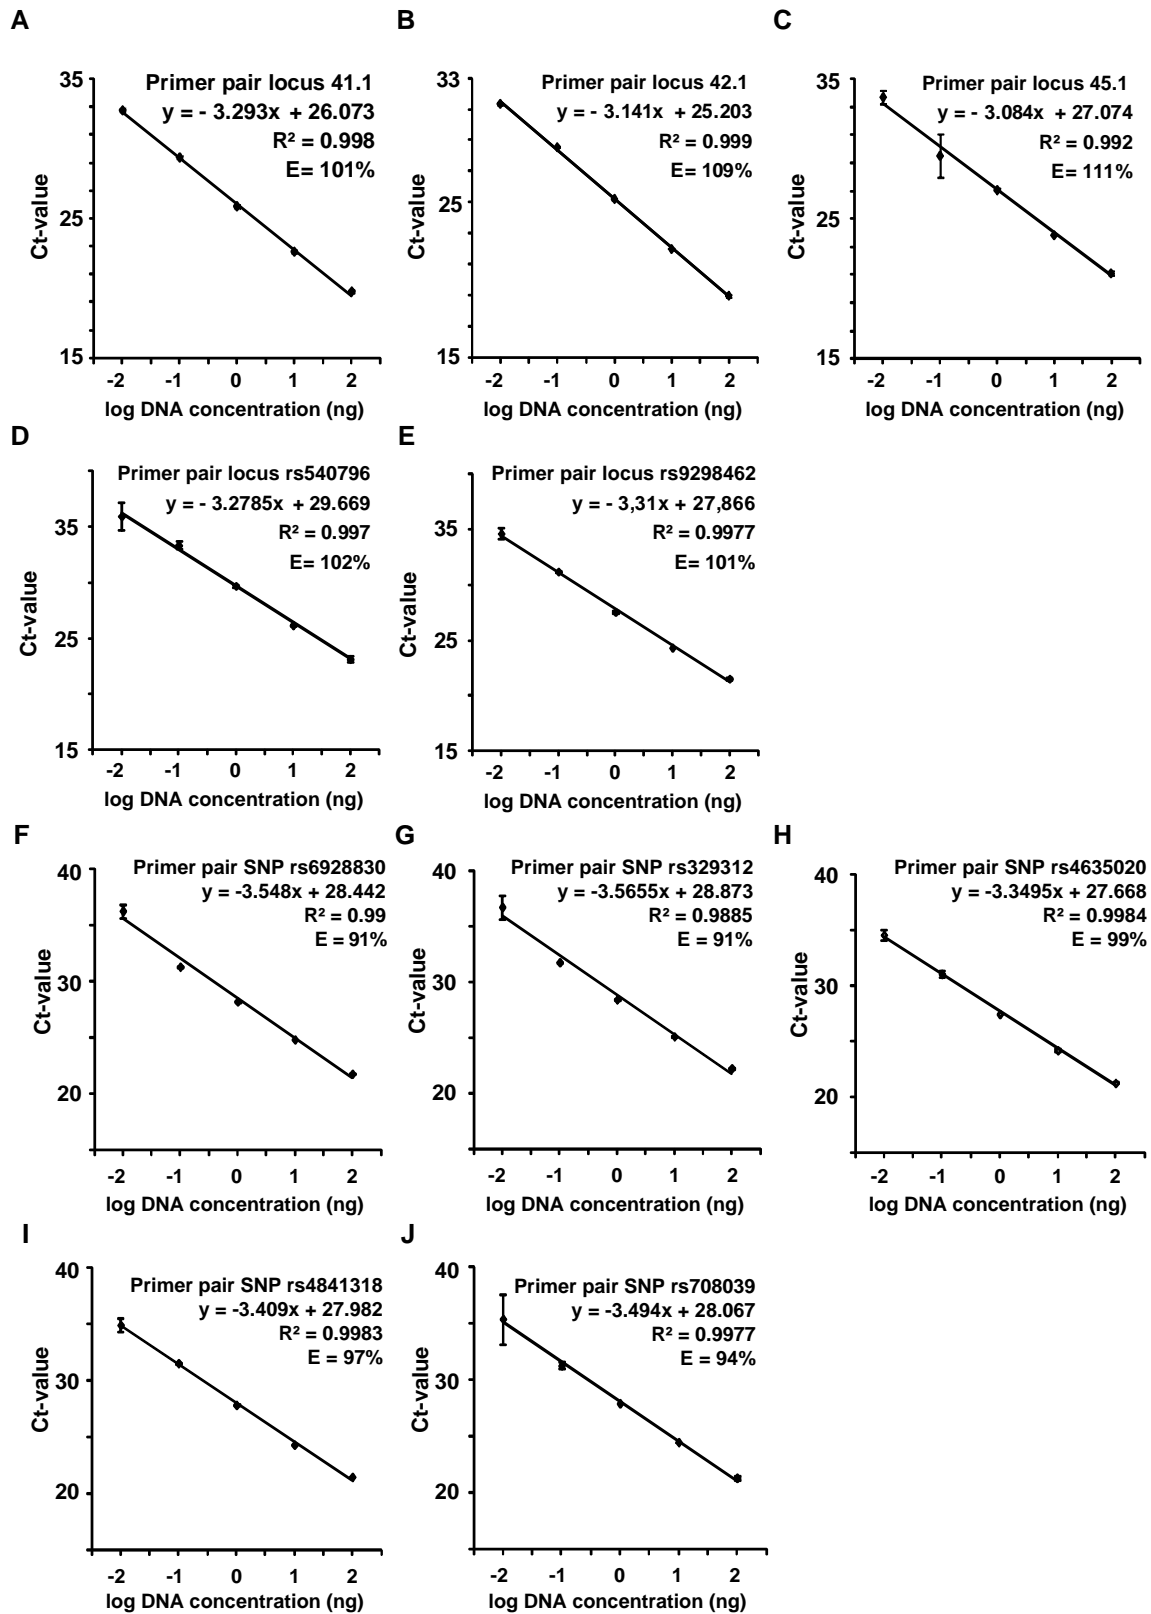 A
Primer pair locus 41.1
y = - 3.293x + 26.073
R² = 0.998
E= 101%
Ct-value
35
25
15
-2 -1 0 1 2
log DNA concentration (ng)
B
Primer pair locus 42.1
y = - 3.141x + 25.203
R² = 0.999
E= 109%
Ct-value
33
25
15
-2 -1 0 1 2
log DNA concentration (ng)
C
Primer pair locus 45.1
y = - 3.084x + 27.074
R² = 0.992
E= 111%
Ct-value
35
25
15
-2 -1 0 1 2
log DNA concentration (ng)
D
Primer pair locus rs540796
y = - 3.2785x + 29.669
R² = 0.997
E= 102%
Ct-value
35
25
15
-2 -1 0 1 2
log DNA concentration (ng)
E
Primer pair locus rs9298462
y = - 3,31x + 27,866
R² = 0.9977
E= 101%
Ct-value
35
25
15
-2 -1 0 1 2
log DNA concentration (ng)
F
Primer pair SNP rs6928830
y = -3.548x + 28.442
R² = 0.99
E = 91%
Ct-value
40
30
20
-2 -1 0 1 2
log DNA concentration (ng)
G
Primer pair SNP rs329312
y = -3.5655x + 28.873
R² = 0.9885
E = 91%
Ct-value
40
30
20
-2 -1 0 1 2
log DNA concentration (ng)
H
Primer pair SNP rs4635020
y = -3.3495x + 27.668
R² = 0.9984
E = 99%
Ct-value
40
30
20
-2 -1 0 1 2
log DNA concentration (ng)
I
Primer pair SNP rs4841318
y = -3.409x + 27.982
R² = 0.9983
E = 97%
Ct-value
40
30
20
-2 -1 0 1 2
log DNA concentration (ng)
J
Primer pair SNP rs708039
y = -3.494x + 28.067
R² = 0.9977
E = 94%
Ct-value
40
30
20
-2 -1 0 1 2
log DNA concentration (ng)